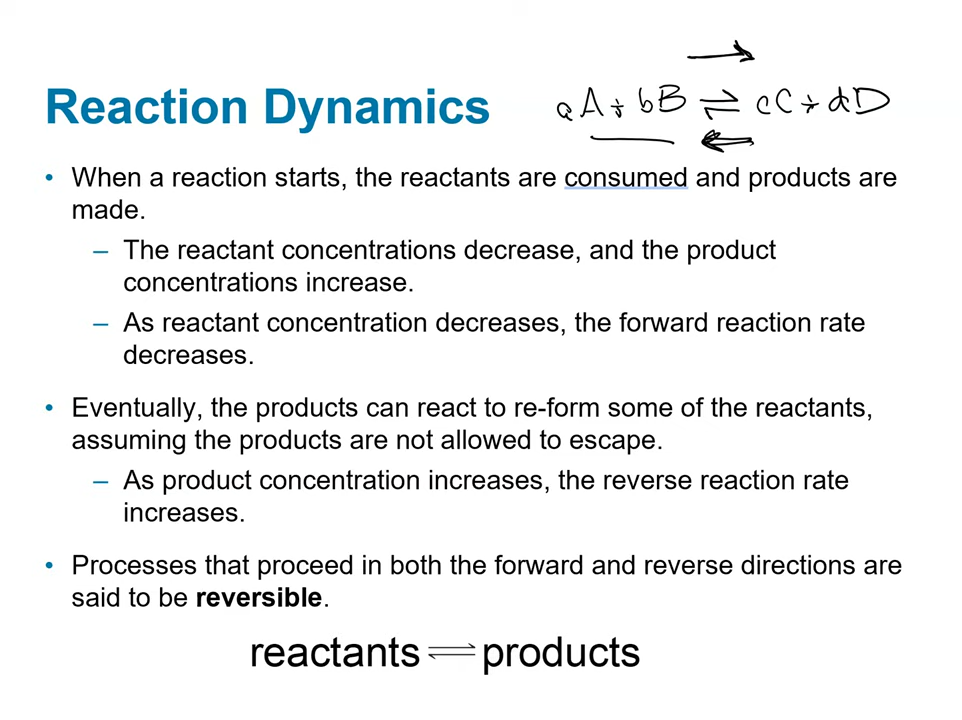 Reaction Dynamics
aA + bB ⇌ cC + dD
• When a reaction starts, the reactants are consumed and products are
made.
– The reactant concentrations decrease, and the product
concentrations increase.
– As reactant concentration decreases, the forward reaction rate
decreases.
• Eventually, the products can react to re-form some of the reactants,
assuming the products are not allowed to escape.
– As product concentration increases, the reverse reaction rate
increases.
• Processes that proceed in both the forward and reverse directions are
said to be reversible.
reactants ⇌ products